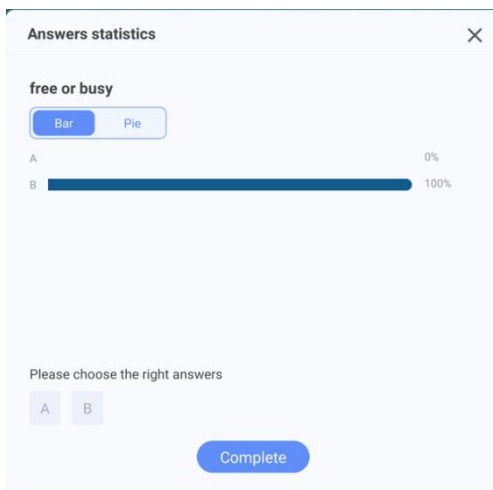 Answers statistics
free or busy
Bar Pie
A 0%
B 100%
Please choose the right answers
A B
Complete